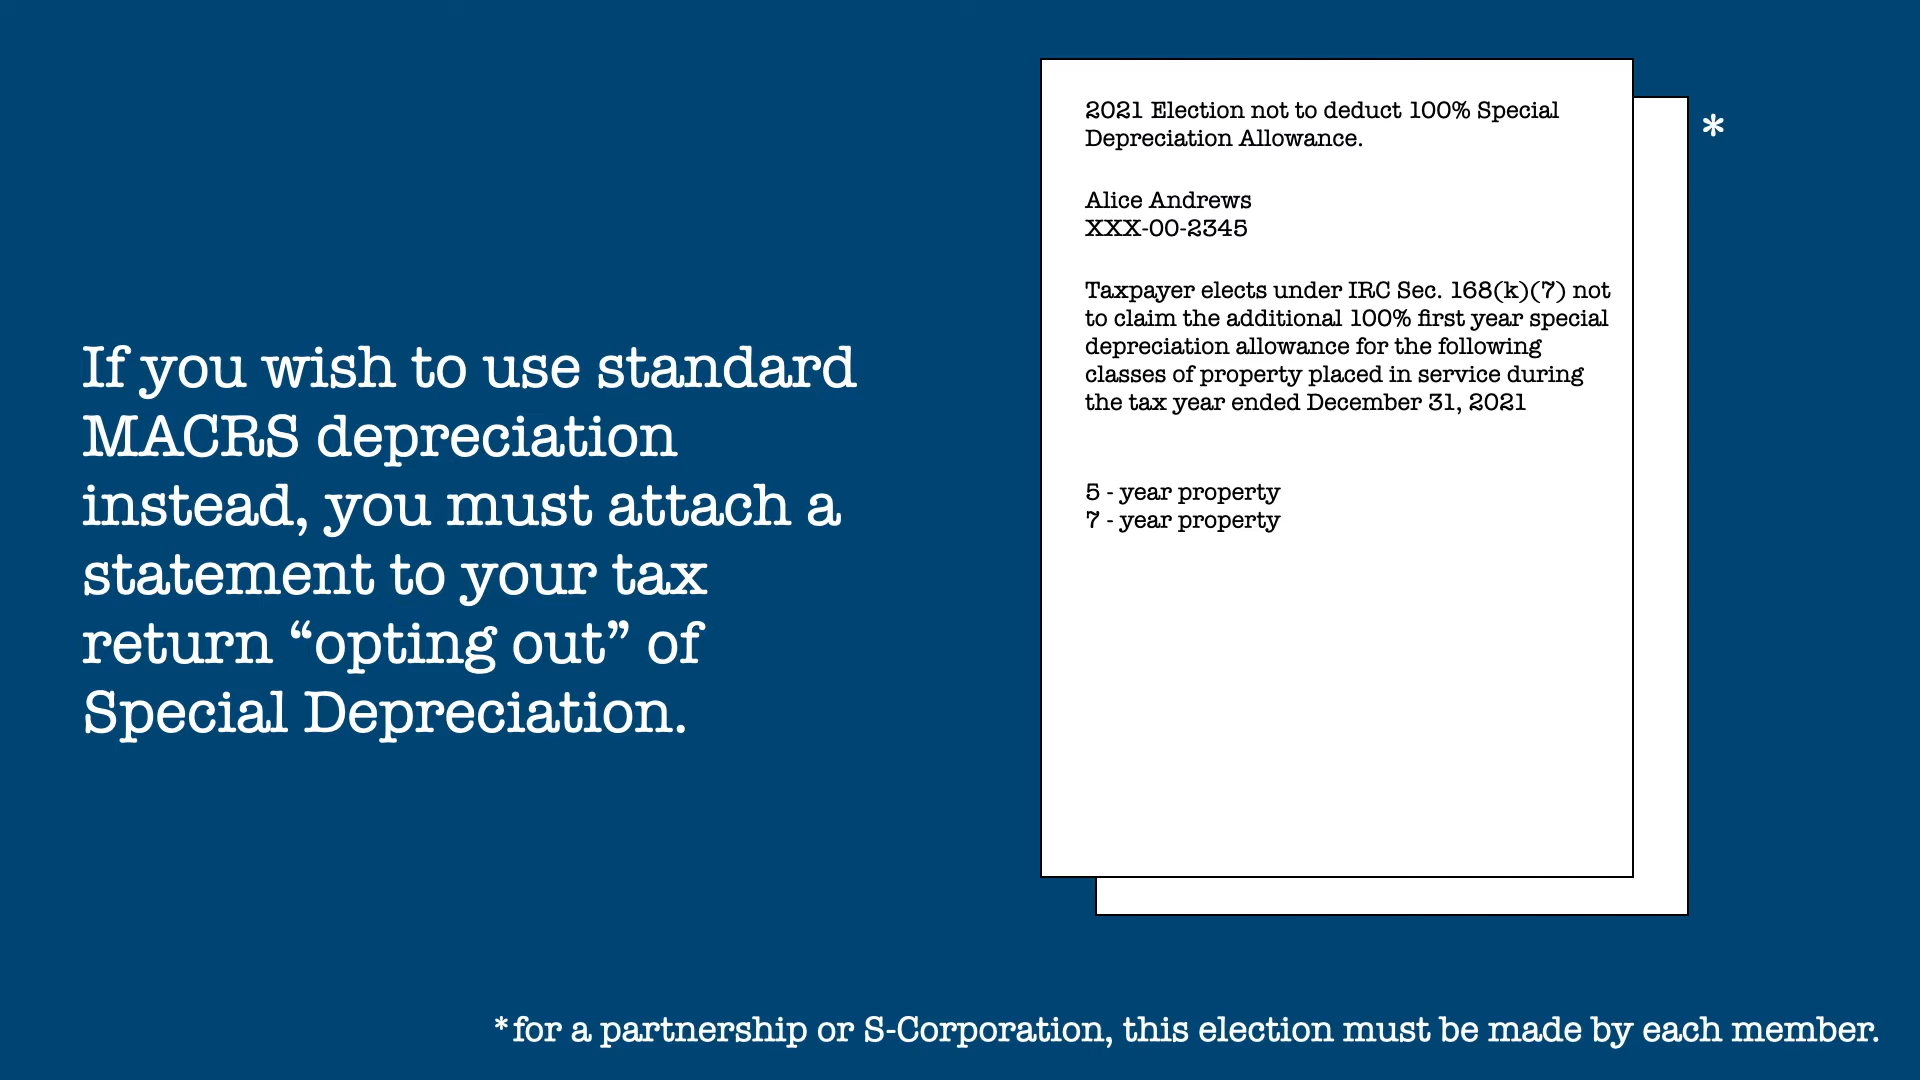 If you wish to use standard
MACRS depreciation
instead, you must attach a
statement to your tax
return “opting out” of
Special Depreciation.
2021 Election not to deduct 100% Special
Depreciation Allowance.
Alice Andrews
XXX-00-2345
Taxpayer elects under IRC Sec. 168(k)(7) not
to claim the additional 100% first year special
depreciation allowance for the following
classes of property placed in service during
the tax year ended December 31, 2021
5 - year property
7 - year property
*
*for a partnership or S-Corporation, this election must be made by each member.